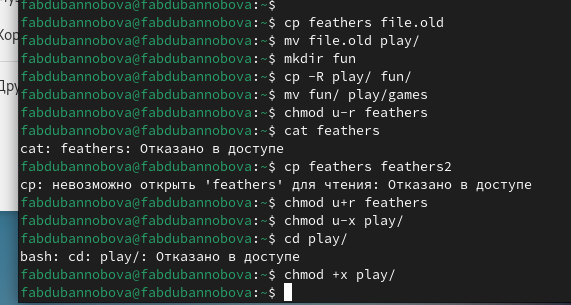 fabdubannobova@fabdubannobova:~$
fabdubannobova@fabdubannobova:~$ cp feathers file.old
fabdubannobova@fabdubannobova:~$ mv file.old play/
fabdubannobova@fabdubannobova:~$ mkdir fun
fabdubannobova@fabdubannobova:~$ cp -R play/ fun/
fabdubannobova@fabdubannobova:~$ mv fun/ play/games
fabdubannobova@fabdubannobova:~$ chmod u-r feathers
fabdubannobova@fabdubannobova:~$ cat feathers
cat: feathers: Отказано в доступе
fabdubannobova@fabdubannobova:~$ cp feathers feathers2
cp: невозможно открыть 'feathers' для чтения: Отказано в доступе
fabdubannobova@fabdubannobova:~$ chmod u+r feathers
fabdubannobova@fabdubannobova:~$ chmod u-x play/
fabdubannobova@fabdubannobova:~$ cd play/
bash: cd: play/: Отказано в доступе
fabdubannobova@fabdubannobova:~$ chmod +x play/
fabdubannobova@fabdubannobova:~$